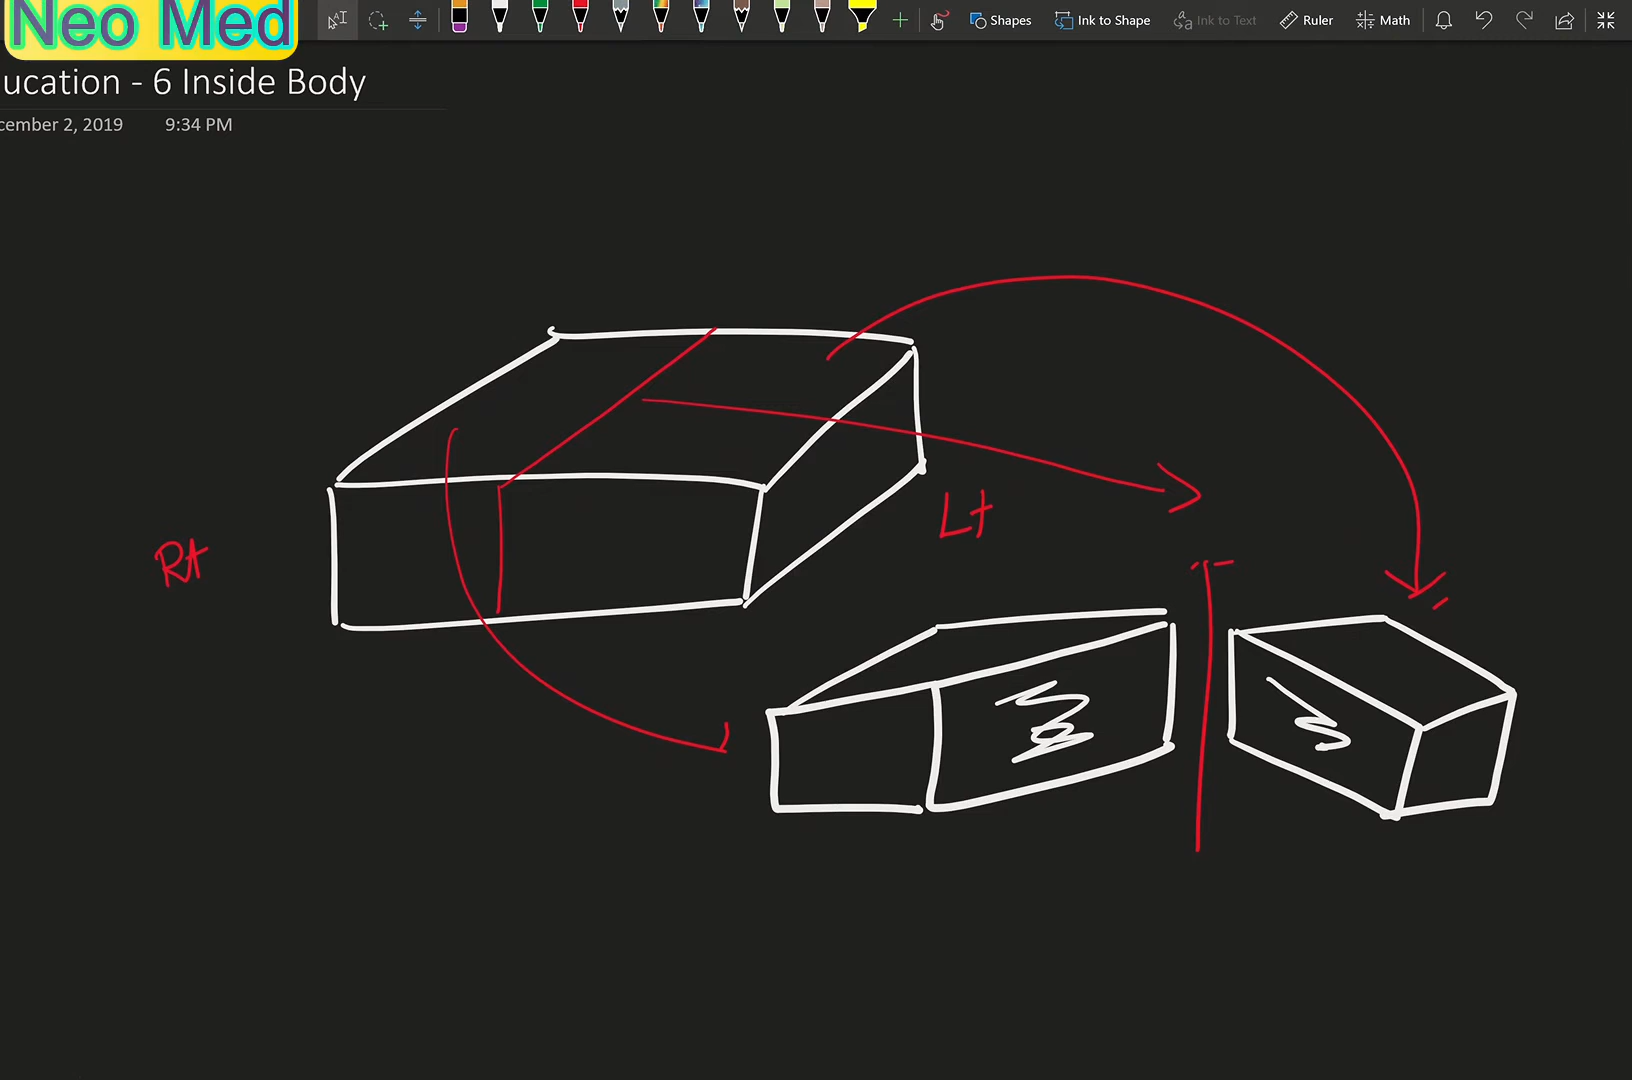 Neo Med
Shapes
Ink to Shape
Ink to Text
Ruler
Math
ucation - 6 Inside Body
cember 2, 2019 9:34 PM
Rt
Lt